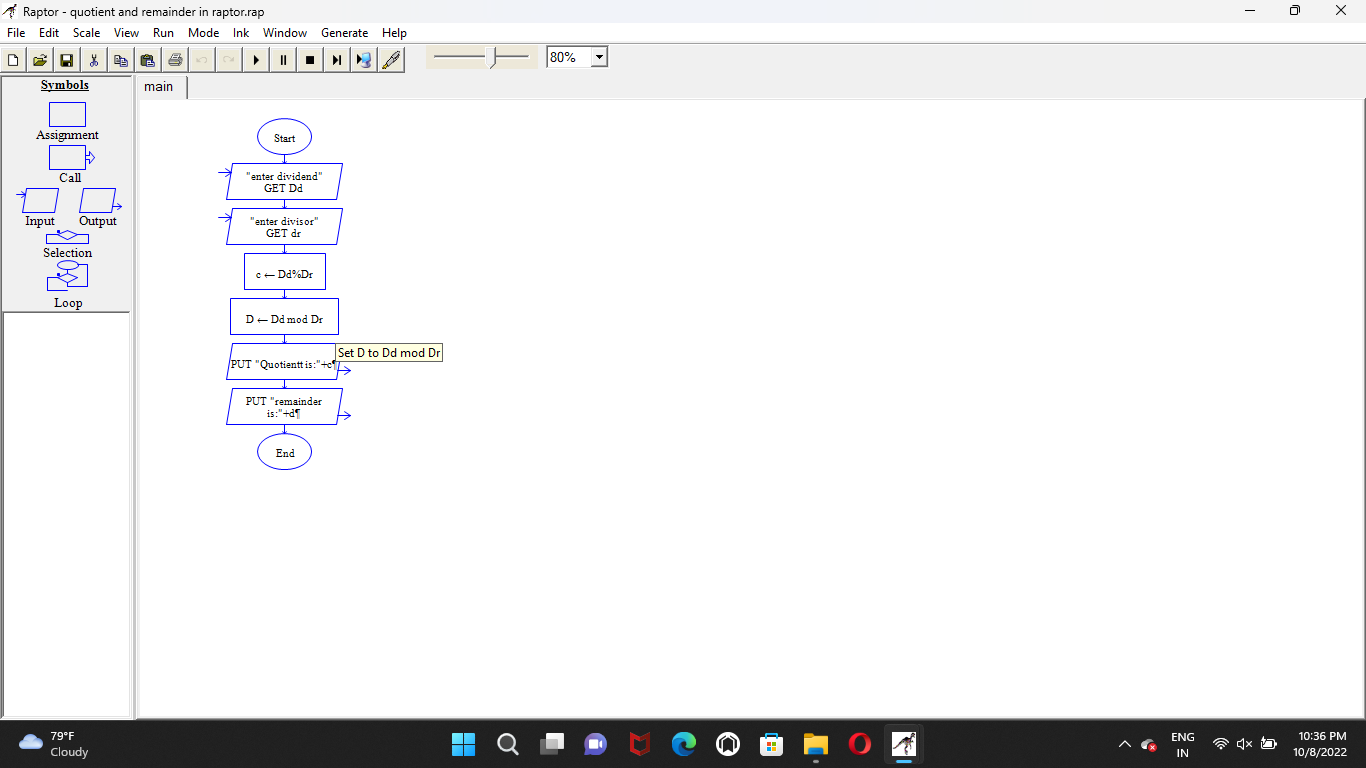 Raptor - quotient and remainder in raptor.rap
File Edit Scale View Run Mode Ink Window Generate Help
80%
Symbols
Assignment
Call
Input Output
Selection
Loop
main
Start
"enter dividend"
GET Dd
"enter divisor"
GET dr
c ← Dd%Dr
D ← Dd mod Dr
PUT "Quotientt is:"+c¶
Set D to Dd mod Dr
PUT "remainder
is:"+d¶
End
79°F
Cloudy
ENG
IN
10:36 PM
10/8/2022